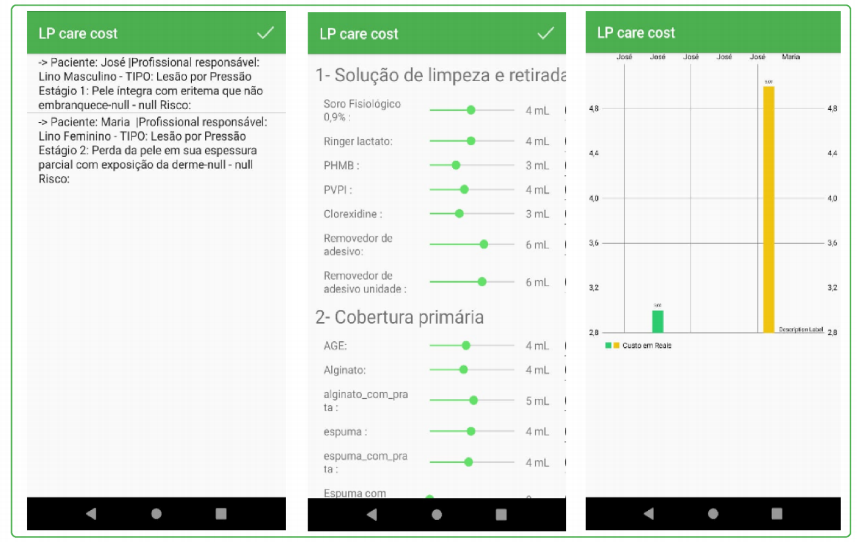 LP care cost
-> Paciente: José |Profissional responsável:
Lino Masculino - TIPO: Lesão por Pressão
Estágio 1: Pele íntegra com eritema que não
embranquece-null - null Risco:
-> Paciente: Maria |Profissional responsável:
Lino Feminino - TIPO: Lesão por Pressão
Estágio 2: Perda da pele em sua espessura
parcial com exposição da derme-null - null
Risco:
LP care cost
1- Solução de limpeza e retirada
Soro Fisiológico
0,9% :
4 mL
Ringer lactato:
4 mL
PHMB :
3 mL
PVPI :
4 mL
Clorexidine :
3 mL
Removedor de
adesivo:
6 mL
Removedor de
adesivo unidade :
6 mL
2- Cobertura primária
AGE:
4 mL
Alginato:
4 mL
alginato_com_pra
ta :
5 mL
espuma :
4 mL
espuma_com_pra
ta :
4 mL
Espuma com
LP care cost
José José José José José Maria
4,8 4,8
4,4 4,4
4,0 4,0
3,6 3,6
3,2 3,2
2,8 2,8
Description Label
Custo em Reais